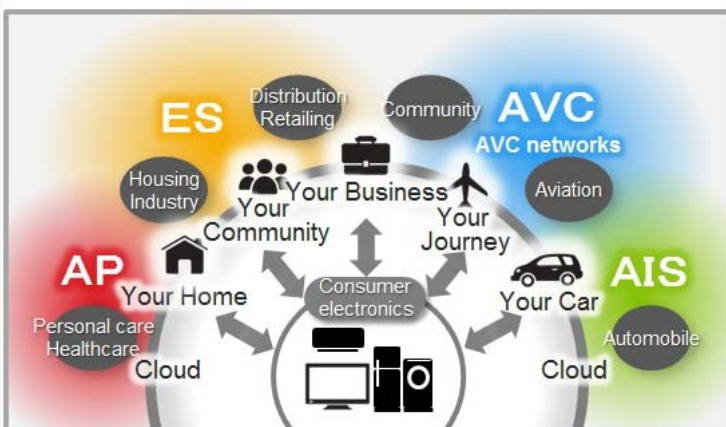 Distribution
Retailing
Community
ES
AVC
AVC networks
Housing
Industry
Your Business
Aviation
Your
Community
Your
Journey
AP
Your Home
Consumer
electronics
Your Car
AIS
Personal care
Healthcare
Automobile
Cloud
Cloud